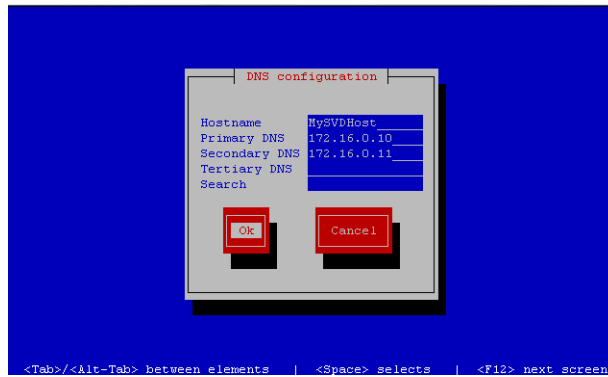 DNS configuration
Hostname MySVDHost
Primary DNS 172.16.0.10
Secondary DNS 172.16.0.11
Tertiary DNS
Search
Ok Cancel
<Tab>/<Alt-Tab> between elements | <Space> selects | <F12> next screen